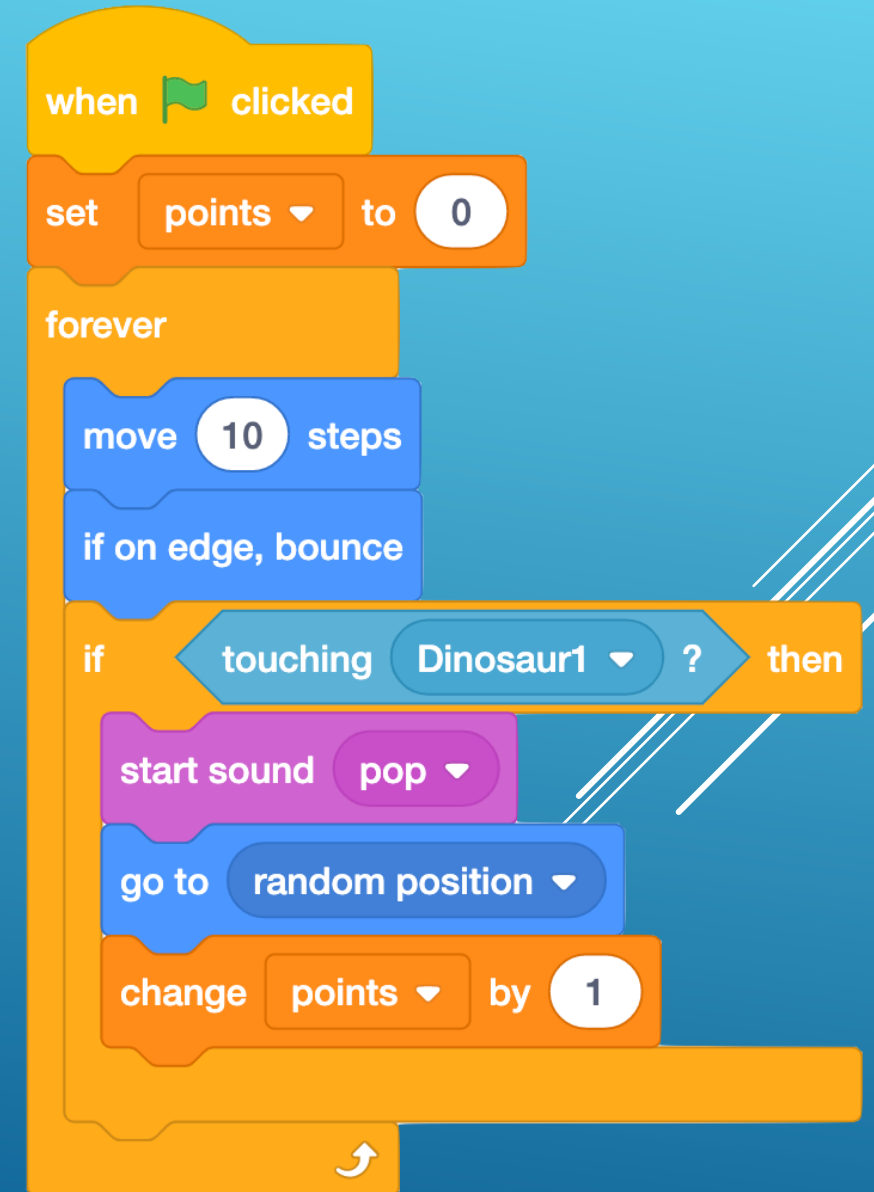 when clicked
set points to 0
forever
move 10 steps
if on edge, bounce
if touching Dinosaur1 ? then
start sound pop
go to random position
change points by 1